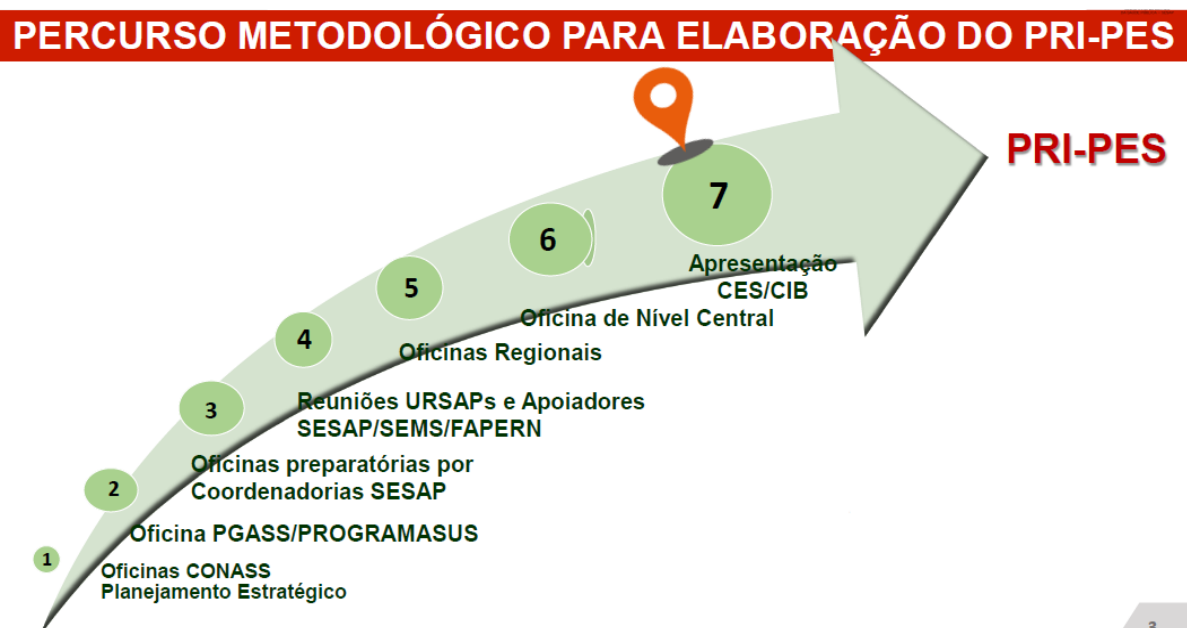 PERCURSO METODOLÓGICO PARA ELABORAÇÃO DO PRI-PES
PRI-PES
7
Apresentação
CES/CIB
6
Oficina de Nível Central
5
Oficinas Regionais
4
Reuniões URSAPs e Apoiadores
SESAP/SEMS/FAPERN
3
Oficinas preparatórias por
Coordenadorias SESAP
2
Oficina PGASS/PROGRAMASUS
1
Oficinas CONASS
Planejamento Estratégico
3